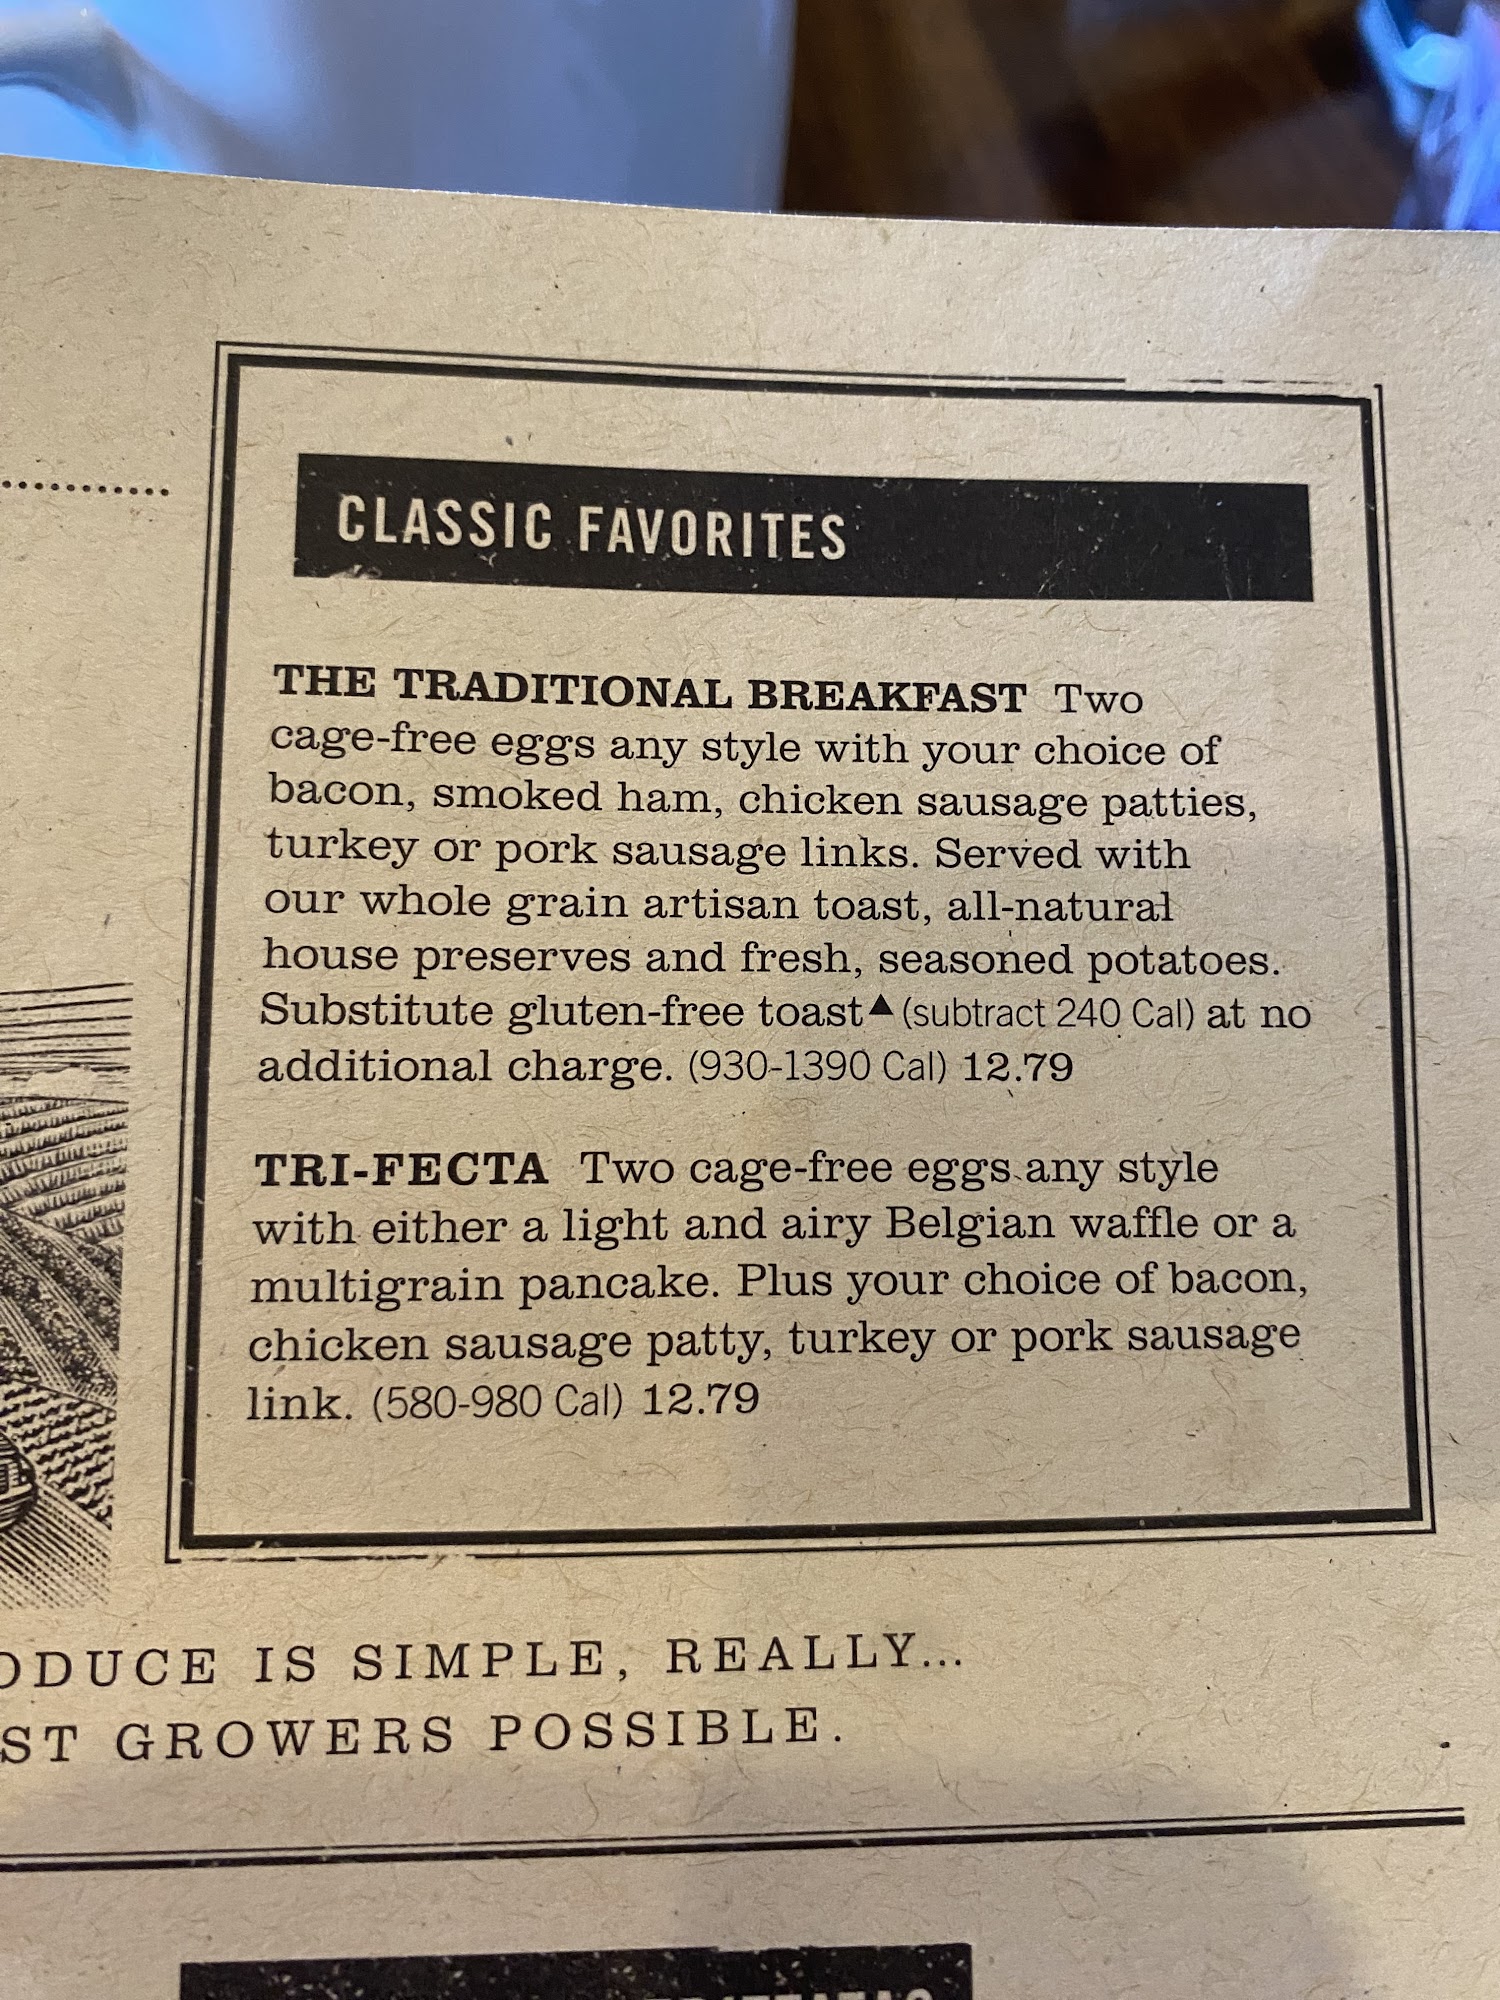 CLASSIC FAVORITES
THE TRADITIONAL BREAKFAST Two
cage-free eggs any style with your choice of
bacon, smoked ham, chicken sausage patties,
turkey or pork sausage links. Served with
our whole grain artisan toast, all-natural
house preserves and fresh, seasoned potatoes.
Substitute gluten-free toast▲ (subtract 240 Cal) at no
additional charge. (930-1390 Cal) 12.79
TRI-FECTA Two cage-free eggs any style
with either a light and airy Belgian waffle or a
multigrain pancake. Plus your choice of bacon,
chicken sausage patty, turkey or pork sausage
link. (580-980 Cal) 12.79
IS SIMPLE, REALLY...
GROWERS POSSIBLE.